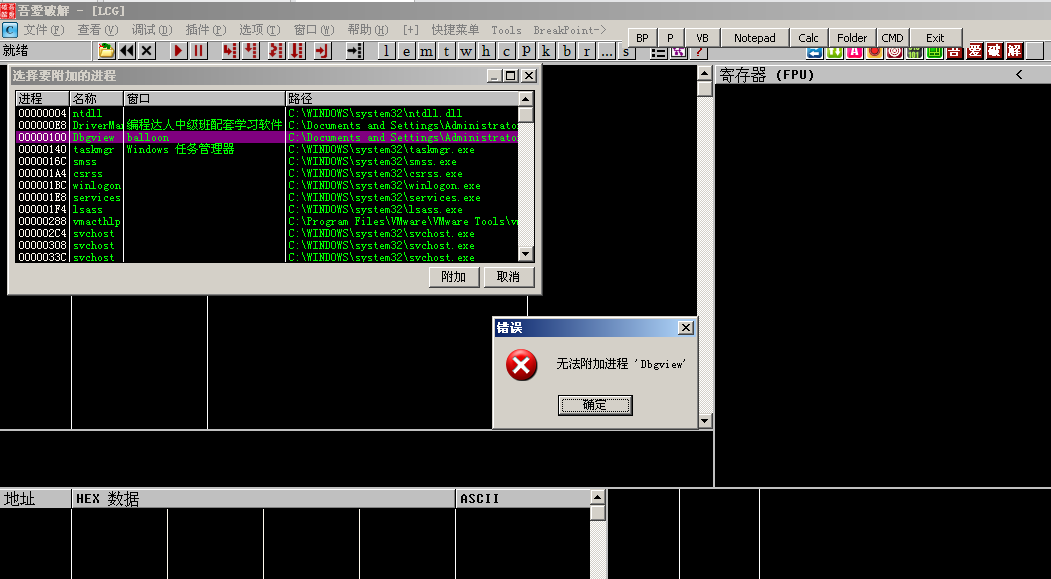 吾爱破解 - [LCG]
C 文件(F) 查看(V) 调试(D) 插件(P) 选项(T) 窗口(W) 帮助(H) [+] 快捷菜单 Tools BreakPoint->
BP P VB Notepad Calc Folder CMD Exit
就绪 l e m t w h c p k b r ... s ? 吾 爱 破 解
选择要附加的进程
进程 名称 窗口 路径
00000004 ntdll C:\WINDOWS\system32\ntdll.dll
000000E8 DriverMa 编程达人中级班配套学习软件 C:\Documents and Settings\Administrato
00000100 Dbgview balloon C:\Documents and Settings\Administrato
00000140 taskmgr Windows 任务管理器 C:\WINDOWS\system32\taskmgr.exe
0000016C smss C:\WINDOWS\system32\smss.exe
000001A4 csrss C:\WINDOWS\system32\csrss.exe
000001BC winlogon C:\WINDOWS\system32\winlogon.exe
000001E8 services C:\WINDOWS\system32\services.exe
000001F4 lsass C:\WINDOWS\system32\lsass.exe
00000288 vmacthlp C:\Program Files\VMware\VMware Tools\v
000002C4 svchost C:\WINDOWS\system32\svchost.exe
00000308 svchost C:\WINDOWS\system32\svchost.exe
0000033C svchost C:\WINDOWS\system32\svchost.exe
附加 取消
寄存器 (FPU) <
错误
无法附加进程 'Dbgview'
确定
地址 HEX 数据 ASCII